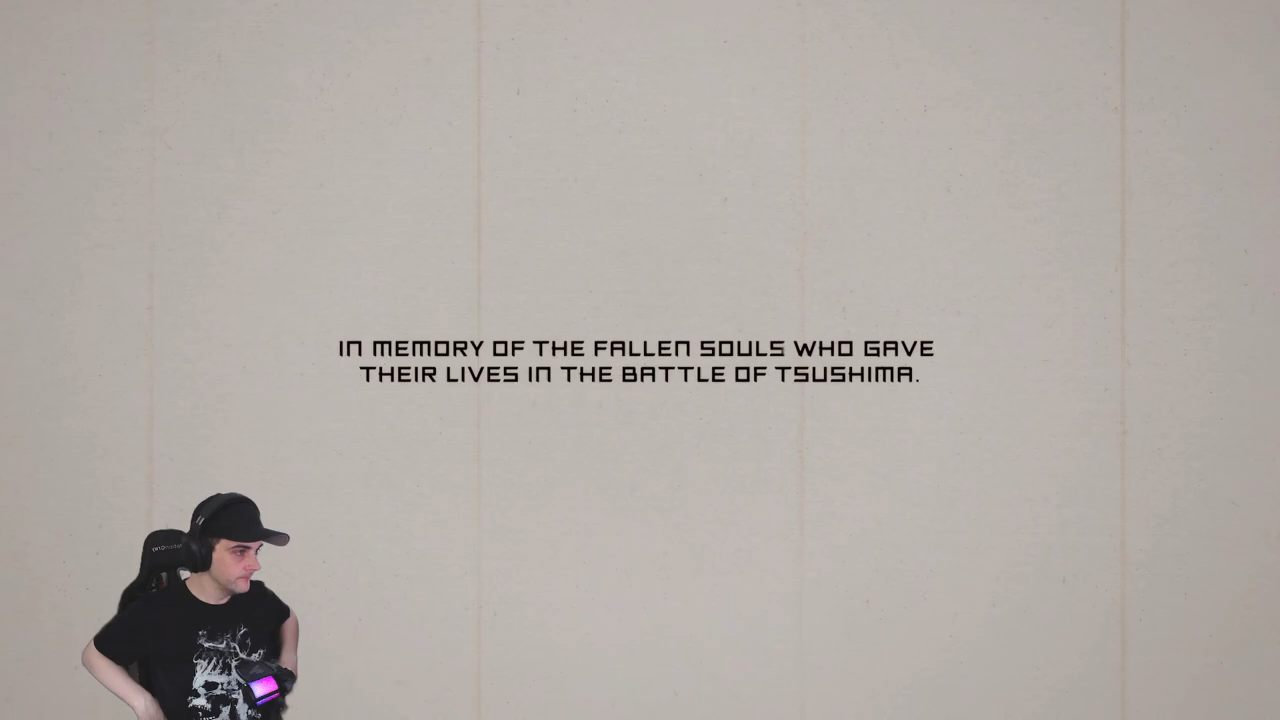 IN MEMORY OF THE FALLEN SOULS WHO GAVE
THEIR LIVES IN THE BATTLE OF TSUSHIMA.